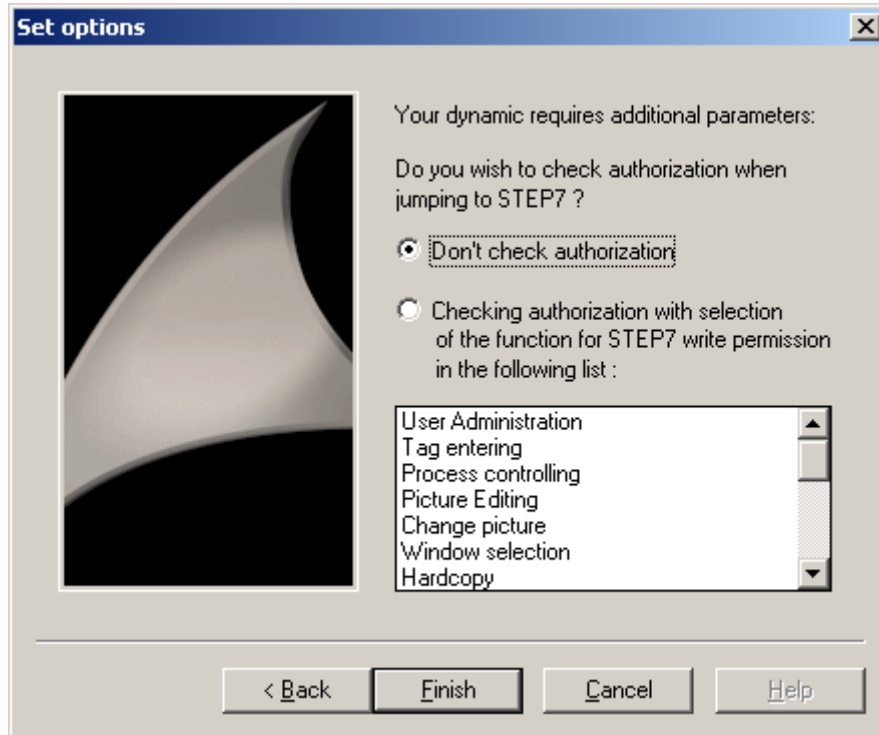 Set options
Your dynamic requires additional parameters:
Do you wish to check authorization when
jumping to STEP7 ?
Don't check authorization
Checking authorization with selection
of the function for STEP7 write permission
in the following list :
User Administration
Tag entering
Process controlling
Picture Editing
Change picture
Window selection
Hardcopy
< Back
Finish
Cancel
Help